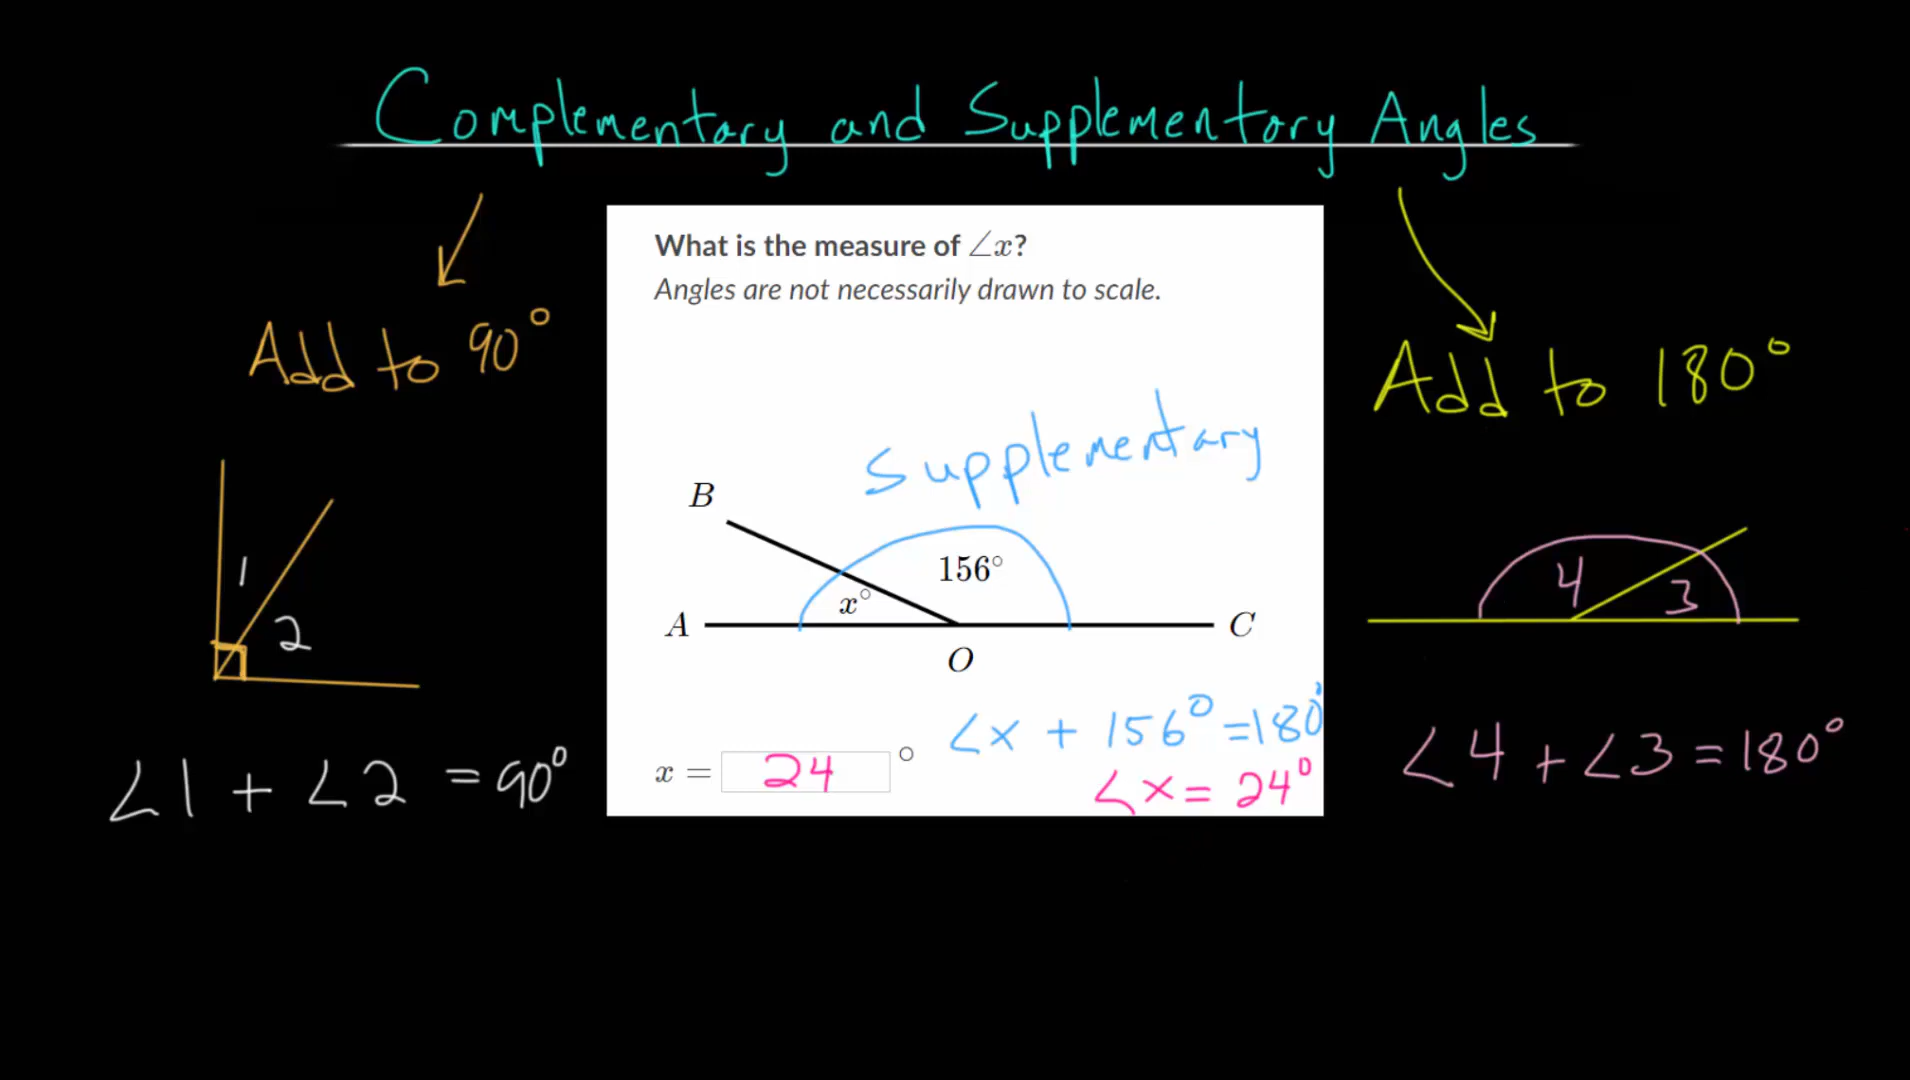 Complementary and Supplementary Angles
Add to 90°
1
2
∠1 + ∠2 = 90°
What is the measure of ∠x?
Angles are not necessarily drawn to scale.
Supplementary
B
156°
x°
A
C
O
∠x + 156° = 180°
x = 24 °
∠x = 24°
Add to 180°
4
3
∠4 + ∠3 = 180°